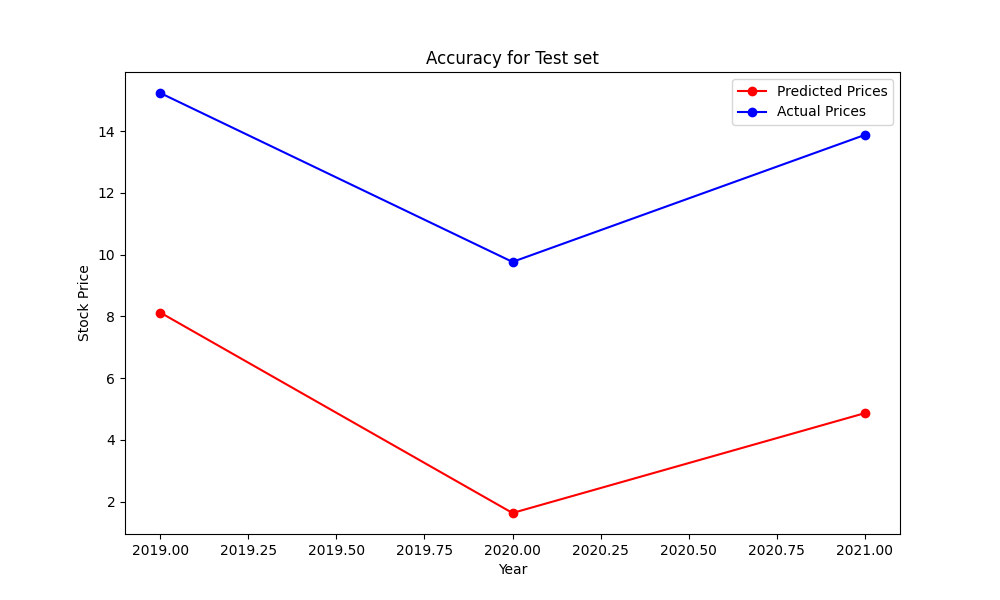 Accuracy for Test set
Predicted Prices
Actual Prices
14
12
10
8
6
4
2
Stock Price
2019.00 2019.25 2019.50 2019.75 2020.00 2020.25 2020.50 2020.75 2021.00
Year